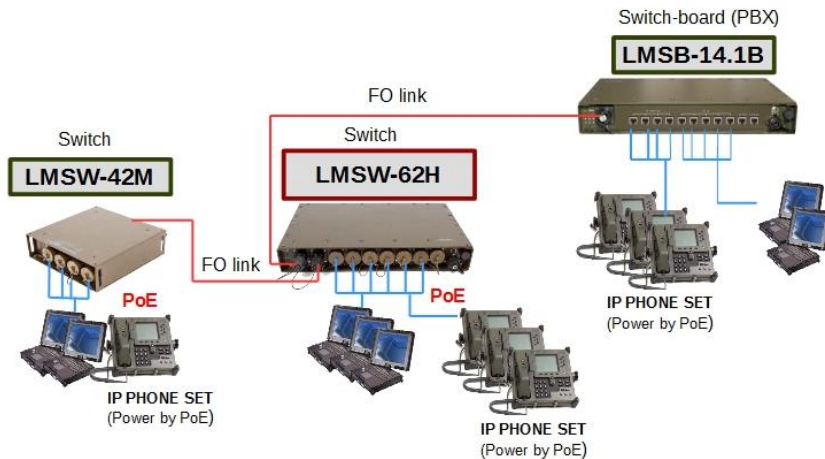 Switch-board (PBX)
LMSB-14.1B
FO link
Switch
Switch
LMSW-42M
LMSW-62H
FO link
PoE
PoE
IP PHONE SET
(Power by PoE)
IP PHONE SET
(Power by PoE)
IP PHONE SET
(Power by PoE)